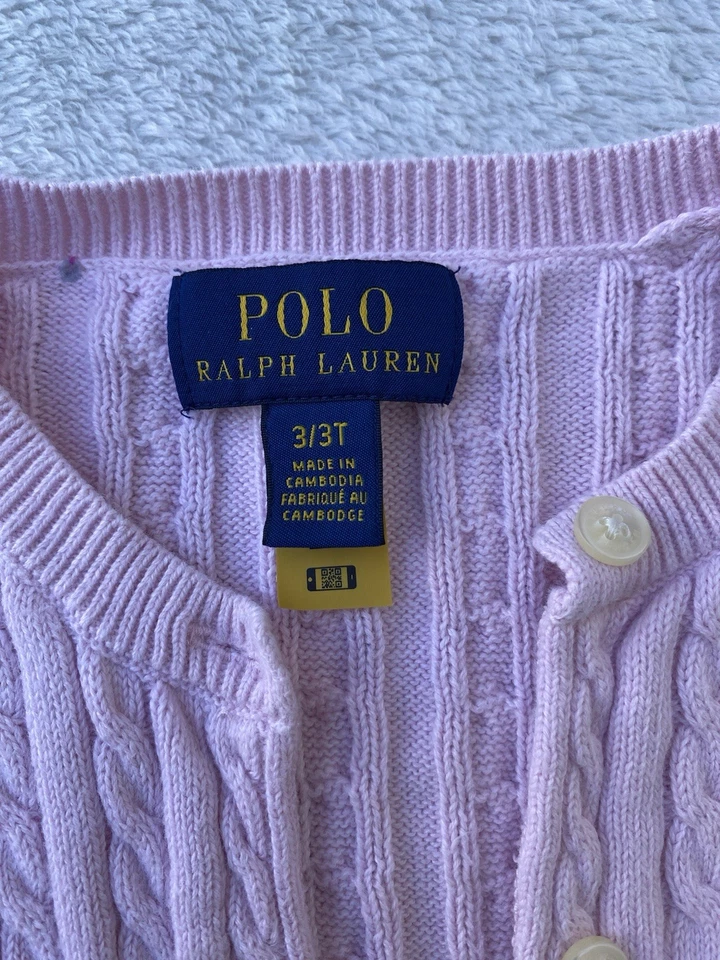 POLO
RALPH LAUREN
3/3T
MADE IN
CAMBODIA
FABRIQUÉ AU
CAMBODGE